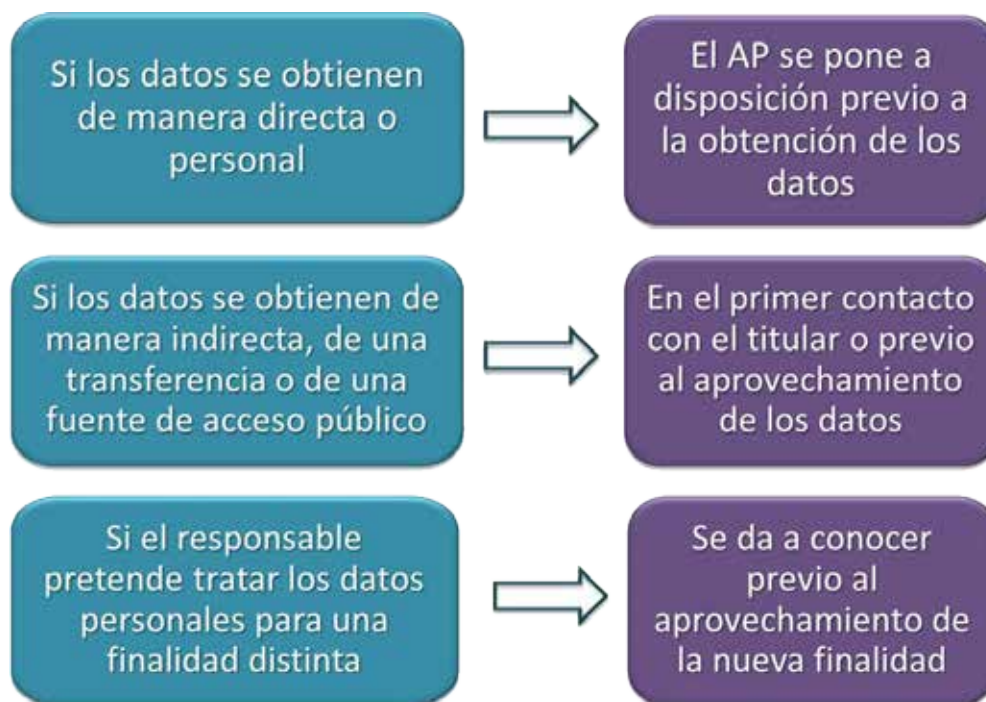 Si los datos se obtienen
de manera directa o
personal
El AP se pone a
disposición previo a
la obtención de los
datos
Si los datos se obtienen de
manera indirecta, de una
transferencia o de una
fuente de acceso público
En el primer contacto
con el titular o previo
al aprovechamiento
de los datos
Si el responsable
pretende tratar los datos
personales para una
finalidad distinta
Se da a conocer
previo al
aprovechamiento de
la nueva finalidad